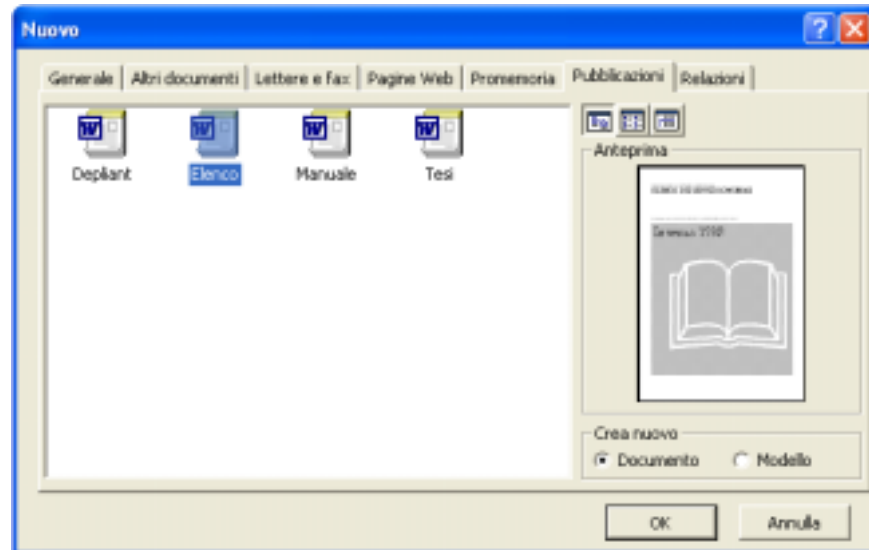 Nuovo
Generale Altri documenti Lettere e fax Pagine Web Promemoria Pubblicazioni Relazioni
Depliant Elenco Manuale Tesi
Anteprima
Crea nuovo
Documento Modello
OK Annulla